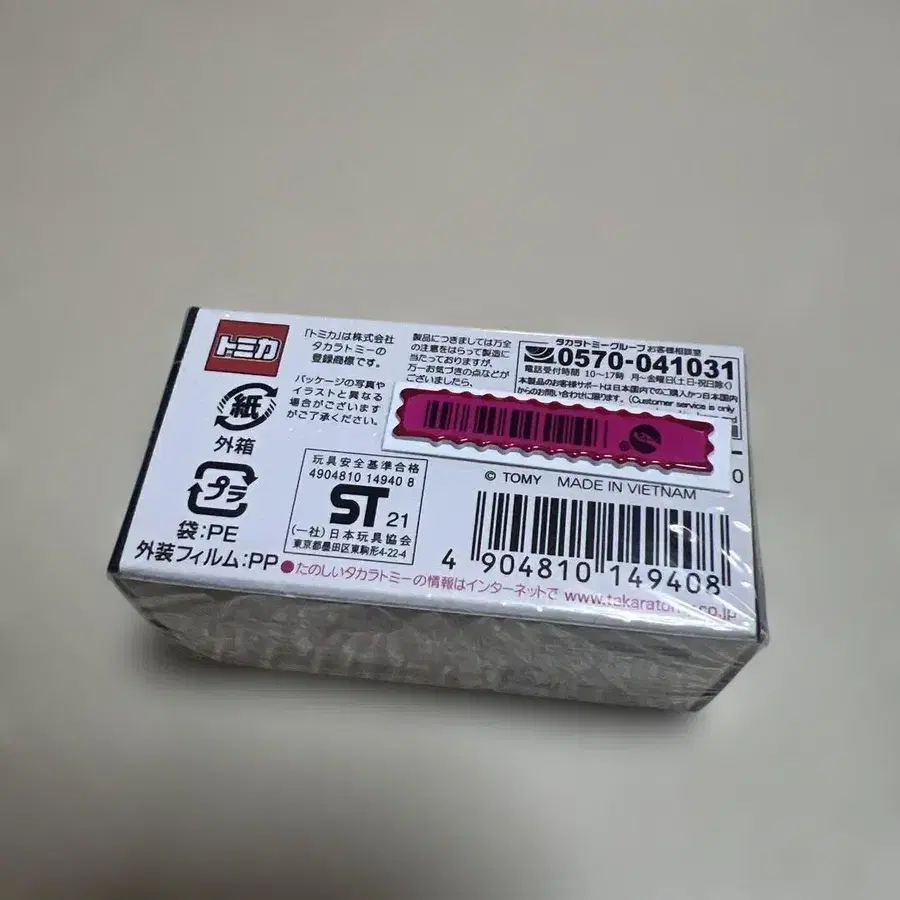 トミカ
「トミカ」は株式会社
タカラトミーの
登録商標です。
パッケージの写真や
イラストと異なる
場合がございます
がご了承ください。
製品につきましては万全
の注意をはらって製造に
当たっておりますが、
万一お気づきの点などが
ございましたら、
タカラトミーグループお客様相談室
0570-041031
電話受付時間 10〜17時 月〜金曜日(土・日・祝日除く)
本製品のお客様サポートは日本国内でのご購入かつ日本国内
からのお問い合わせに限ります。(Customer service is only
紙
外箱
プラ
袋:PE
外装フィルム:PP
玩具安全基準合格
4904810 14940 8
ST 21
(一社)日本玩具協会
東京都墨田区東駒形4-22-4
© TOMY MADE IN VIETNAM
4 904810 149408
●たのしいタカラトミーの情報はインターネットで www.takaratomy.co.jp